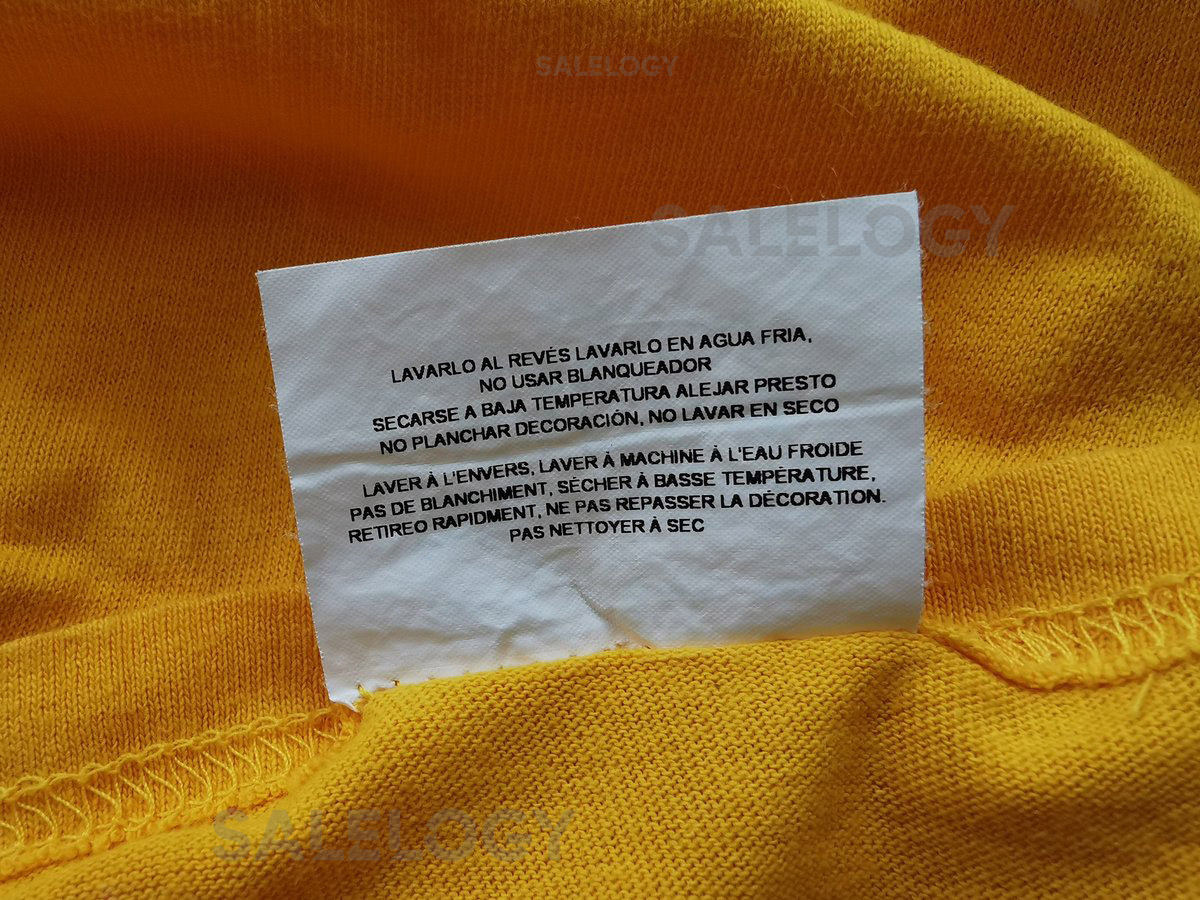 SALELOGY
SALELOGY
LAVARLO AL REVÉS LAVARLO EN AGUA FRIA,
NO USAR BLANQUEADOR
SECARSE A BAJA TEMPERATURA ALEJAR PRESTO
NO PLANCHAR DECORACIÓN, NO LAVAR EN SECO
LAVER À L'ENVERS, LAVER À MACHINE À L'EAU FROIDE
PAS DE BLANCHIMENT, SÉCHER À BASSE TEMPÉRATURE,
RETIREO RAPIDMENT, NE PAS REPASSER LA DÉCORATION.
PAS NETTOYER À SEC
SALELOGY